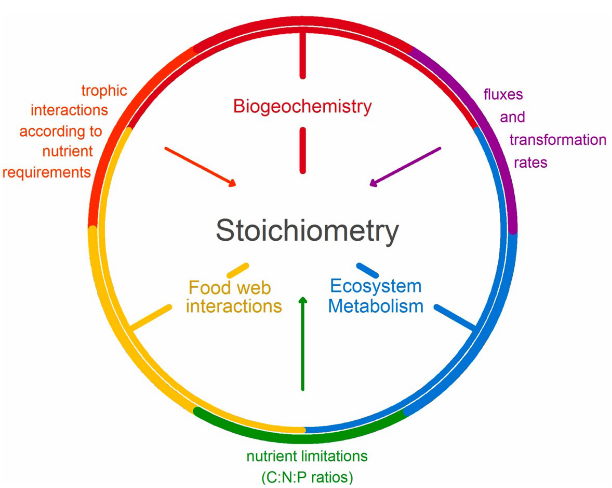 trophic
interactions
according to
nutrient
requirements
Biogeochemistry
fluxes
and
transformation
rates
Stoichiometry
Food web
interactions
Ecosystem
Metabolism
nutrient limitations
(C:N:P ratios)